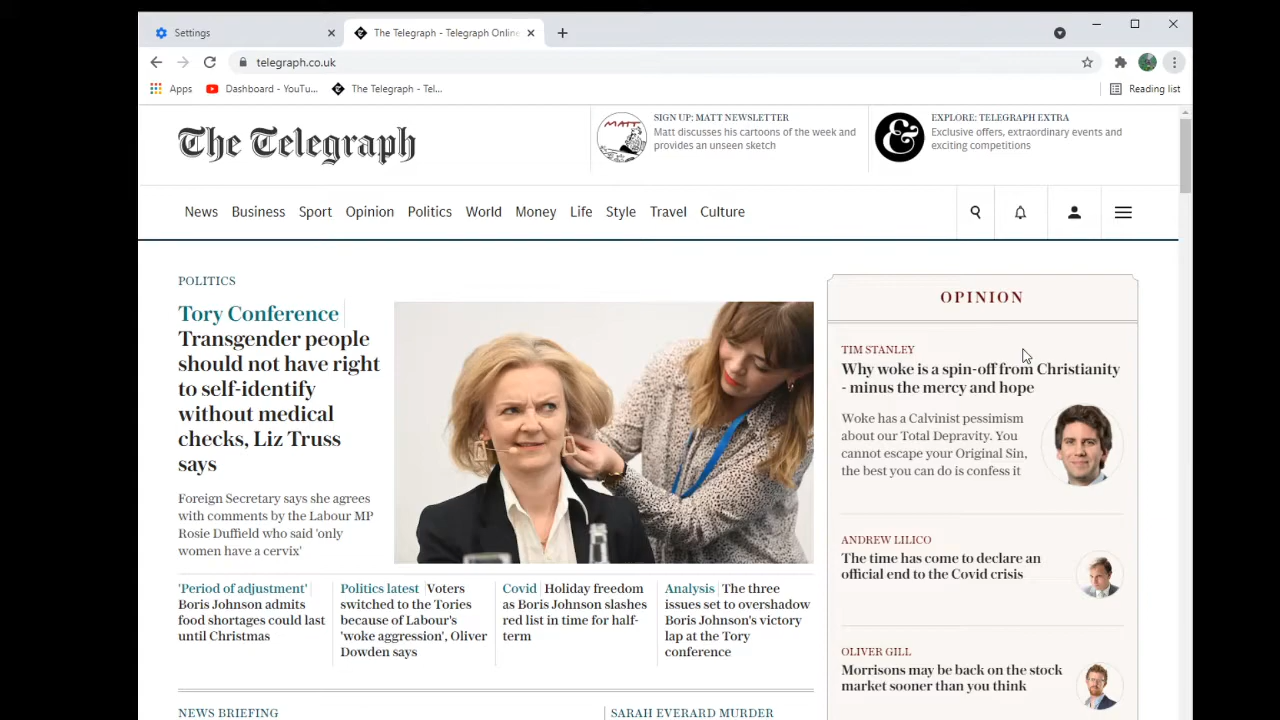 Settings
The Telegraph - Telegraph Online
telegraph.co.uk
Apps
Dashboard - YouTu...
The Telegraph - Tel...
Reading list
The Telegraph
MATT
SIGN UP: MATT NEWSLETTER
Matt discusses his cartoons of the week and
provides an unseen sketch
&
EXPLORE: TELEGRAPH EXTRA
Exclusive offers, extraordinary events and
exciting competitions
News Business Sport Opinion Politics World Money Life Style Travel Culture
POLITICS
Tory Conference
Transgender people
should not have right
to self-identify
without medical
checks, Liz Truss
says
Foreign Secretary says she agrees
with comments by the Labour MP
Rosie Duffield who said 'only
women have a cervix'
'Period of adjustment'
Boris Johnson admits
food shortages could last
until Christmas
Politics latest Voters
switched to the Tories
because of Labour's
'woke aggression', Oliver
Dowden says
Covid Holiday freedom
as Boris Johnson slashes
red list in time for half-
term
Analysis The three
issues set to overshadow
Boris Johnson's victory
lap at the Tory
conference
OPINION
TIM STANLEY
Why woke is a spin-off from Christianity
- minus the mercy and hope
Woke has a Calvinist pessimism
about our Total Depravity. You
cannot escape your Original Sin,
the best you can do is confess it
ANDREW LILICO
The time has come to declare an
official end to the Covid crisis
OLIVER GILL
Morrisons may be back on the stock
market sooner than you think
NEWS BRIEFING
SARAH EVERARD MURDER